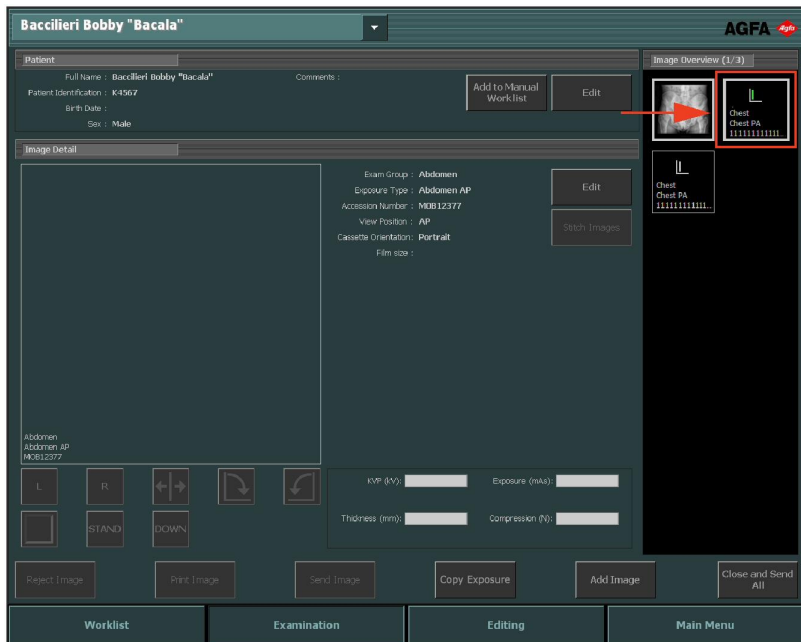 Baccilieri Bobby "Bacala"
AGFA
Agfa
Patient
Full Name : Baccilieri Bobby "Bacala"
Comments :
Patient Identification : K4567
Birth Date :
Sex : Male
Add to Manual
Worklist
Edit
Image Overview (1/3)
Chest
Chest PA
111111111111..
Chest
Chest PA
111111111111..
Image Detail
Exam Group : Abdomen
Exposure Type : Abdomen AP
Accession Number : MOB12377
View Position : AP
Cassette Orientation: Portrait
Film size :
Edit
Stitch Images
Abdomen
Abdomen AP
MOB12377
L
R
STAND
DOWN
KVP (kV):
Exposure (mAs):
Thickness (mm):
Compression (N):
Reject Image
Print Image
Send Image
Copy Exposure
Add Image
Close and Send
All
Worklist
Examination
Editing
Main Menu